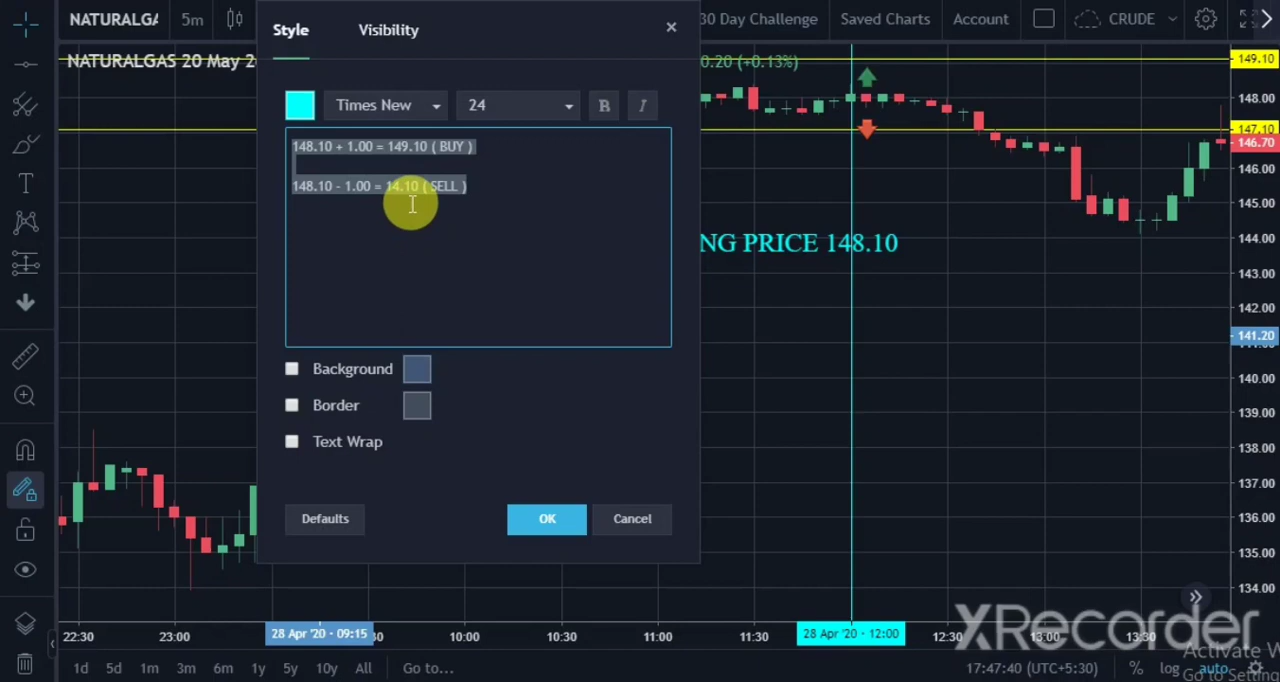 NATURALGA 5m Style Visibility 30 Day Challenge Saved Charts Account CRUDE
NATURALGAS 20 May 2 0.20 (+0.13%)
Times New 24 B I
148.10 + 1.00 = 149.10 ( BUY )
148.10 - 1.00 = 14.10 ( SELL )
NG PRICE 148.10
Background
Border
Text Wrap
Defaults OK Cancel
149.10
148.00
147.10
146.70
146.00
145.00
144.00
143.00
142.00
141.20
140.00
139.00
138.00
137.00
136.00
135.00
134.00
22:30 23:00 28 Apr '20 - 09:15 10:00 10:30 11:00 11:30 28 Apr '20 - 12:00 12:30 13:00 13:30
XRecorder
Activate W
1d 5d 1m 3m 6m 1y 5y 10y All Go to... 17:47:40 (UTC+5:30) % log auto
Go to Setting